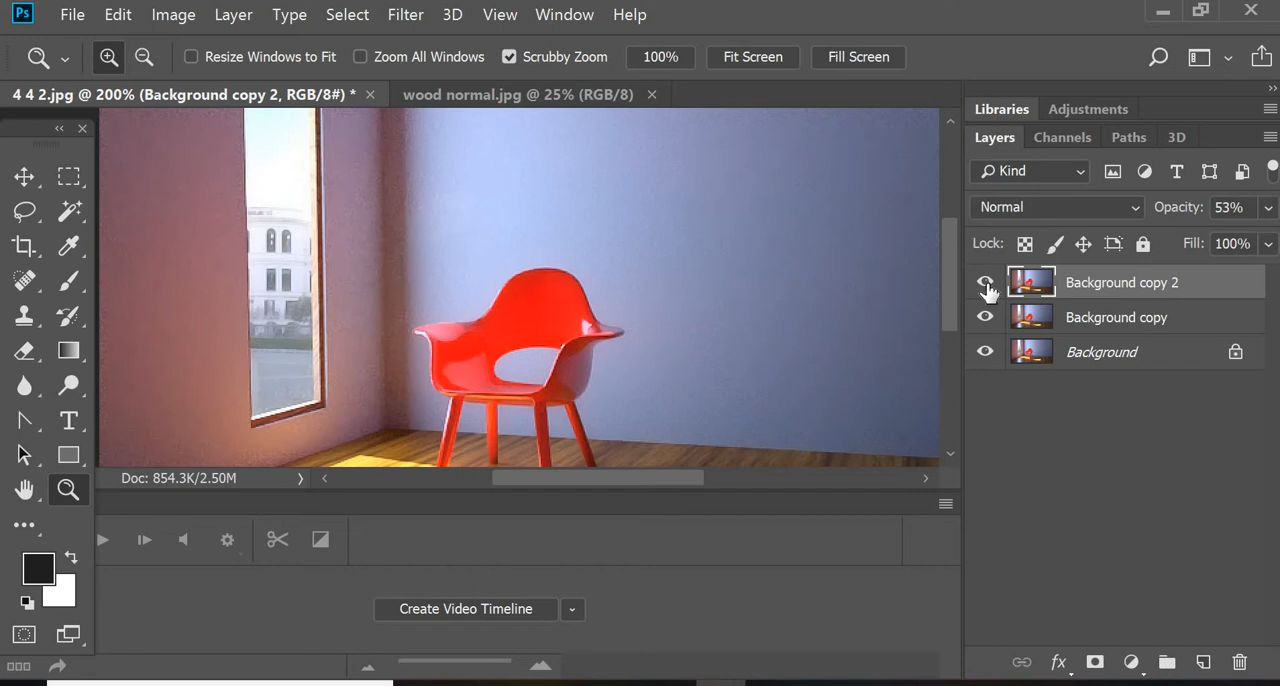 Ps File Edit Image Layer Type Select Filter 3D View Window Help
Resize Windows to Fit Zoom All Windows Scrubby Zoom 100% Fit Screen Fill Screen
4 4 2.jpg @ 200% (Background copy 2, RGB/8#) * wood normal.jpg @ 25% (RGB/8)
Libraries Adjustments
Layers Channels Paths 3D
Kind
Normal Opacity: 53%
Lock: Fill: 100%
Background copy 2
Background copy
Background
T
Doc: 854.3K/2.50M
Create Video Timeline
fx